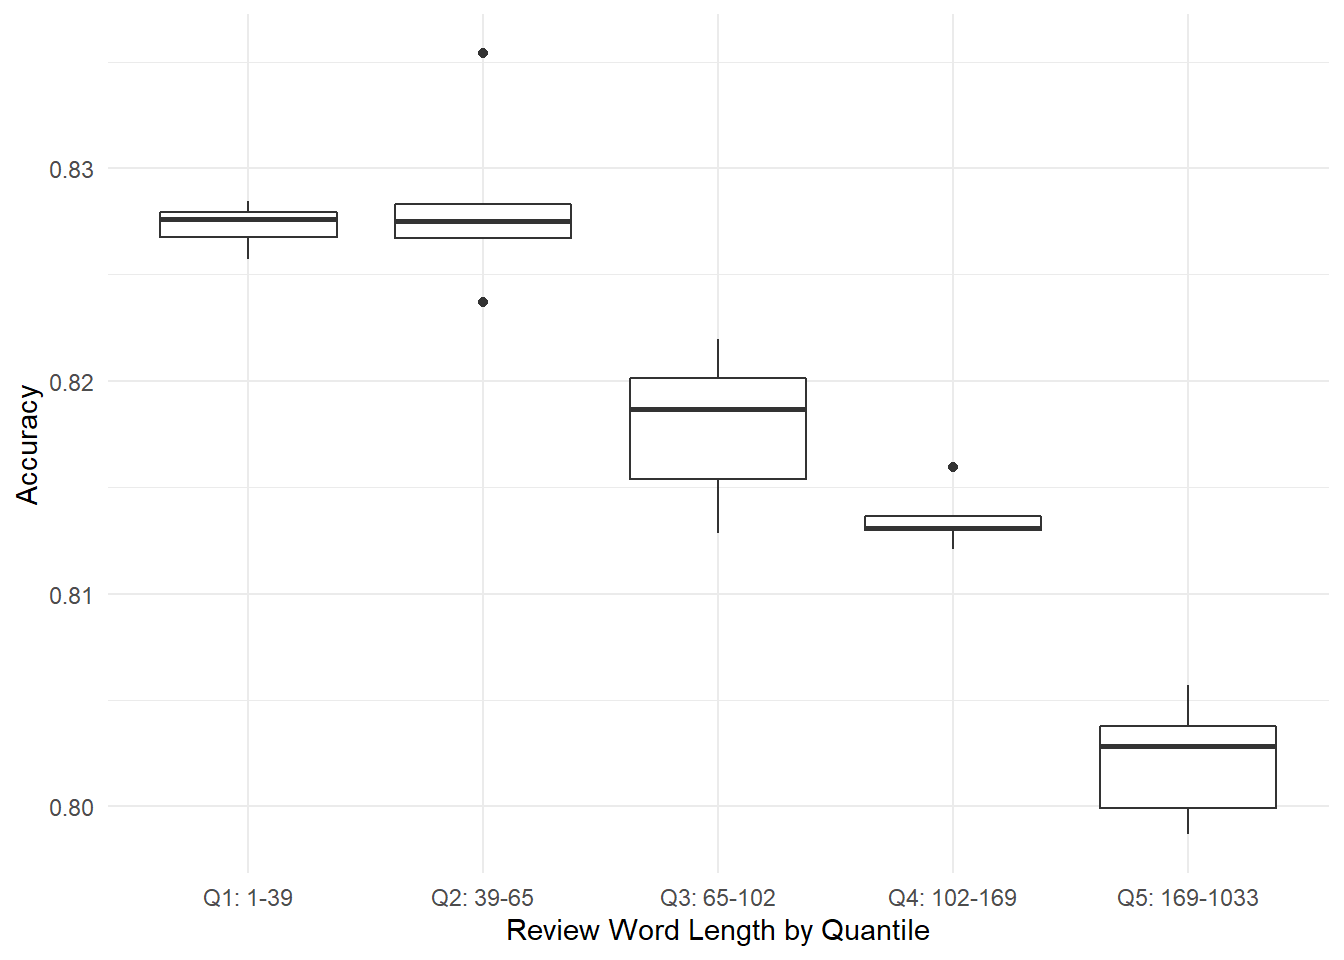 0.83
0.82
0.81
0.80
Accuracy
Q1: 1-39
Q2: 39-65
Q3: 65-102
Q4: 102-169
Q5: 169-1033
Review Word Length by Quantile